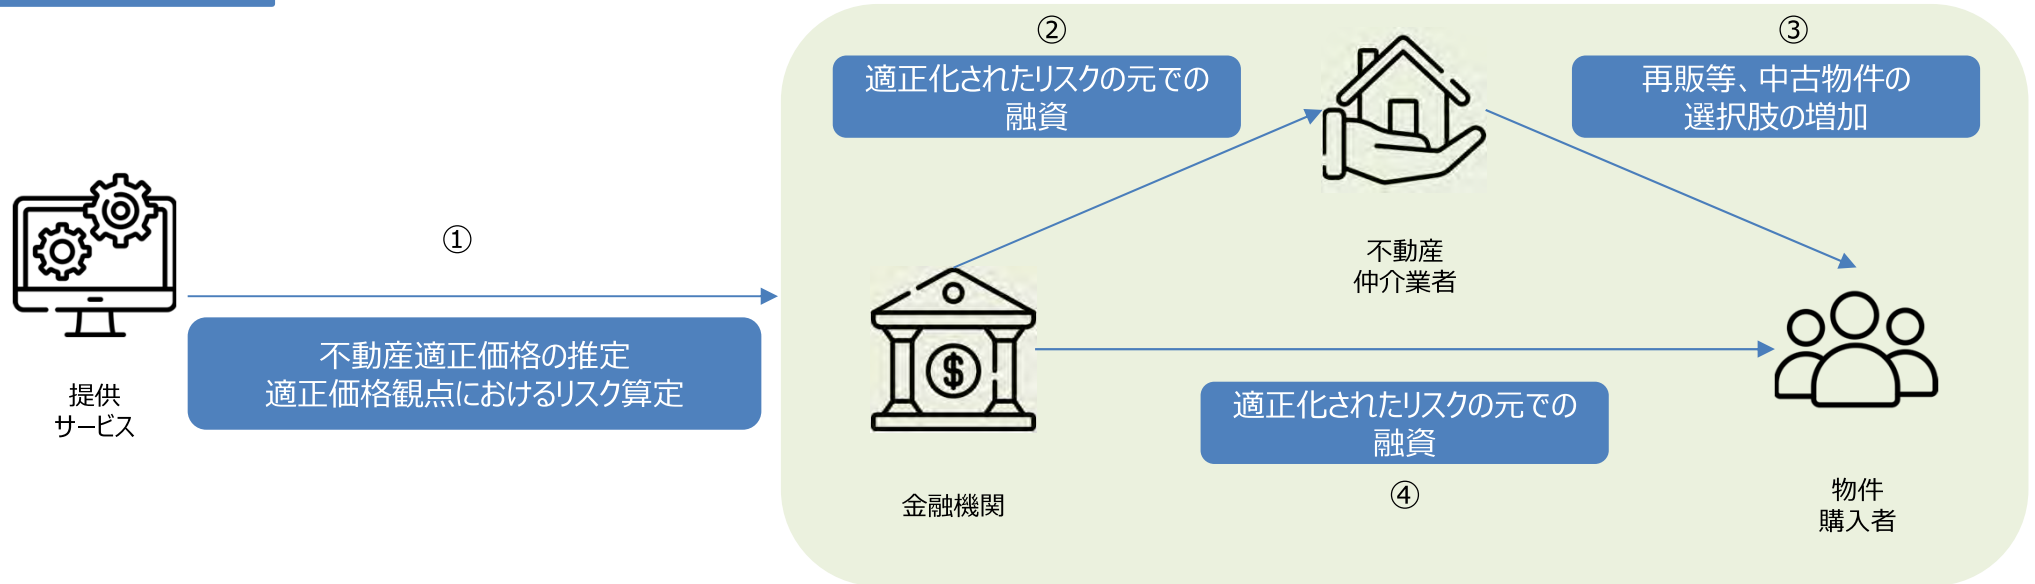 ①
不動産適正価格の推定
適正価格観点におけるリスク算定
提供
サービス
②
適正化されたリスクの元での
融資
不動産
仲介業者
③
再販等、中古物件の
選択肢の増加
金融機関
適正化されたリスクの元での
融資
④
物件
購入者